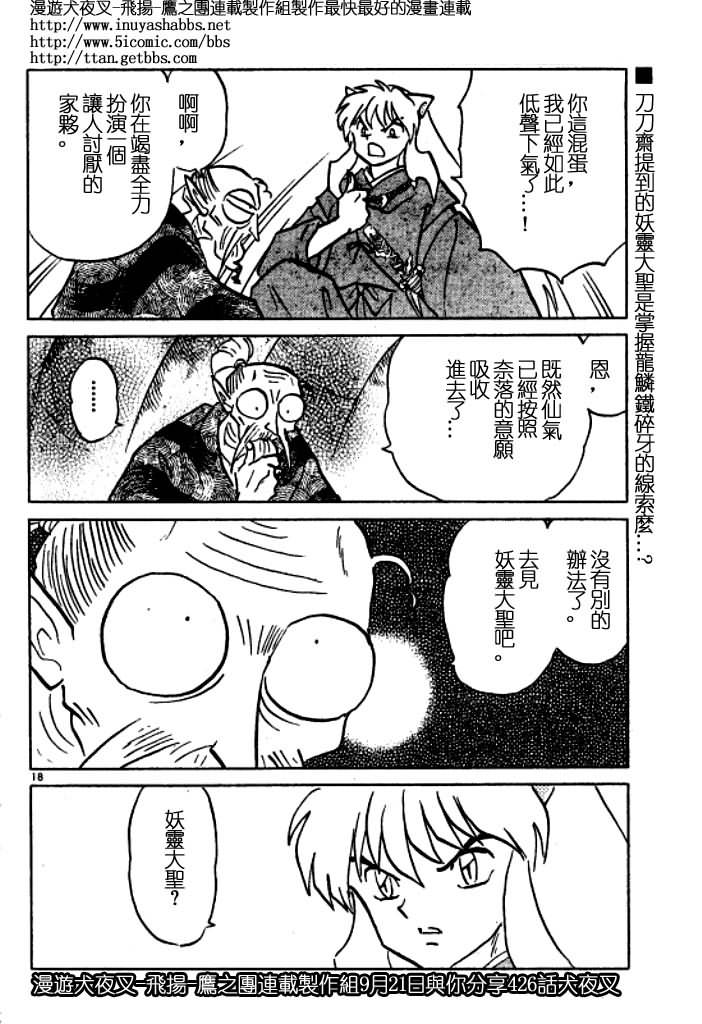 漫遊犬夜叉-飛揚-鷹之團連載製作組製作最快最好的漫畫連載
http://www.inuyashabbs.net
http://www.5icomic.com/bbs
http://ttan.getbbs.com
■刀刀齋提到的妖靈大聖是掌握龍鱗鐵碎牙的線索麼…?
你這混蛋,
我已經如此
低聲下氣了…!
啊啊,
你在竭盡全力
扮演一個
讓人討厭的
家夥。
恩,
既然仙氣
已經按照
奈落的意願
吸收
進去了…
……
沒有別的
辦法了。
去見
妖靈大聖吧。
18
妖靈大聖?
漫遊犬夜叉-飛揚-鷹之團連載製作組9月21日與你分享426話犬夜叉